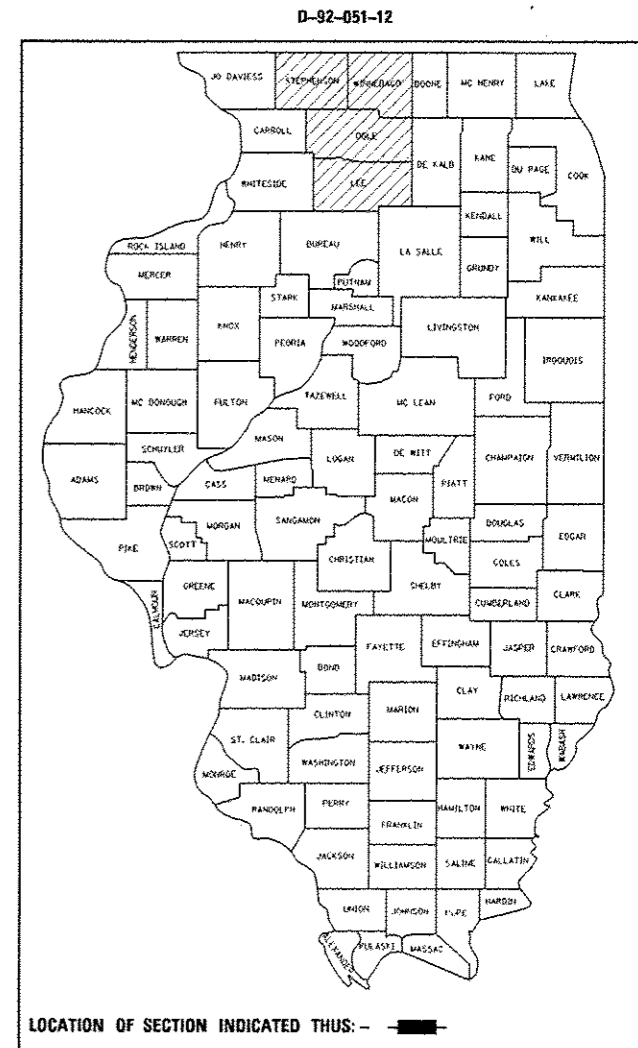 D-92-051-12
JO DAVIESS STEPHENSON WINNEBAGO BOONE MC HENRY LAKE
CARROLL OGLE
DE KALB KANE DU PAGE COOK
WHITESIDE LEE
KENDALL
ROCK ISLAND HENRY BUREAU LA SALLE WILL
MERCER PUTNAM GRUNDY
STARK MARSHALL KANKAKEE
HENDERSON WARREN KNOX LIVINGSTON
PEORIA WOODFORD IROQUOIS
HANCOCK MC DONOUGH FULTON TAZEWELL MC LEAN FORD
MASON
SCHUYLER LOGAN DE WITT CHAMPAIGN VERMILION
ADAMS BROWN CASS MENARD PIATT
MACON
MORGAN SANGAMON DOUGLAS
PIKE SCOTT CHRISTIAN MOULTRIE EDGAR
COLES
GREENE SHELBY
CALHOUN MACOUPIN MONTGOMERY CUMBERLAND CLARK
JERSEY
FAYETTE EFFINGHAM JASPER CRAWFORD
MADISON BOND
CLAY RICHLAND LAWRENCE
CLINTON MARION
ST. CLAIR WAYNE EDWARDS WABASH
WASHINGTON JEFFERSON
MONROE
RANDOLPH PERRY HAMILTON WHITE
FRANKLIN
JACKSON WILLIAMSON SALINE GALLATIN
HARDIN
UNION JOHNSON POPE
ALEXANDER PULASKI MASSAC
LOCATION OF SECTION INDICATED THUS: -